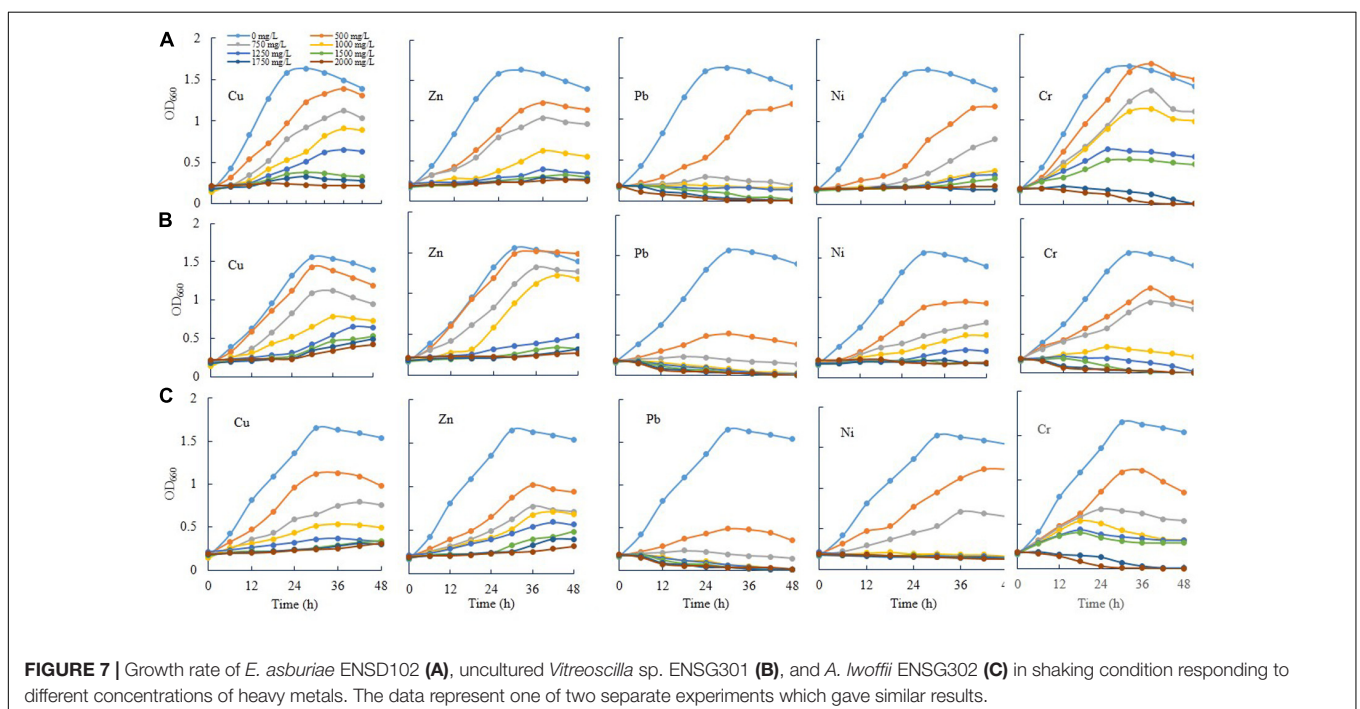 A
0 mg/L 500 mg/L
750 mg/L 1000 mg/L
1250 mg/L 1500 mg/L
1750 mg/L 2000 mg/L
2
1.5
1
0.5
0
OD660
Cu
Zn
Pb
Ni
Cr
B
2
1.5
1
0.5
0
OD660
Cu
Zn
Pb
Ni
Cr
C
2
1.5
1
0.5
0
OD660
Cu
Zn
Pb
Ni
Cr
0 12 24 36 48
0 12 24 36 48
0 12 24 36 48
0 12 24 36 4
0 12 24 36 48
Time (h) Time (h) Time (h) Time (h) Time (h)
FIGURE 7 | Growth rate of E. asburiae ENSD102 (A), uncultured Vitreoscilla sp. ENSG301 (B), and A. lwoffii ENSG302 (C) in shaking condition responding to
different concentrations of heavy metals. The data represent one of two separate experiments which gave similar results.